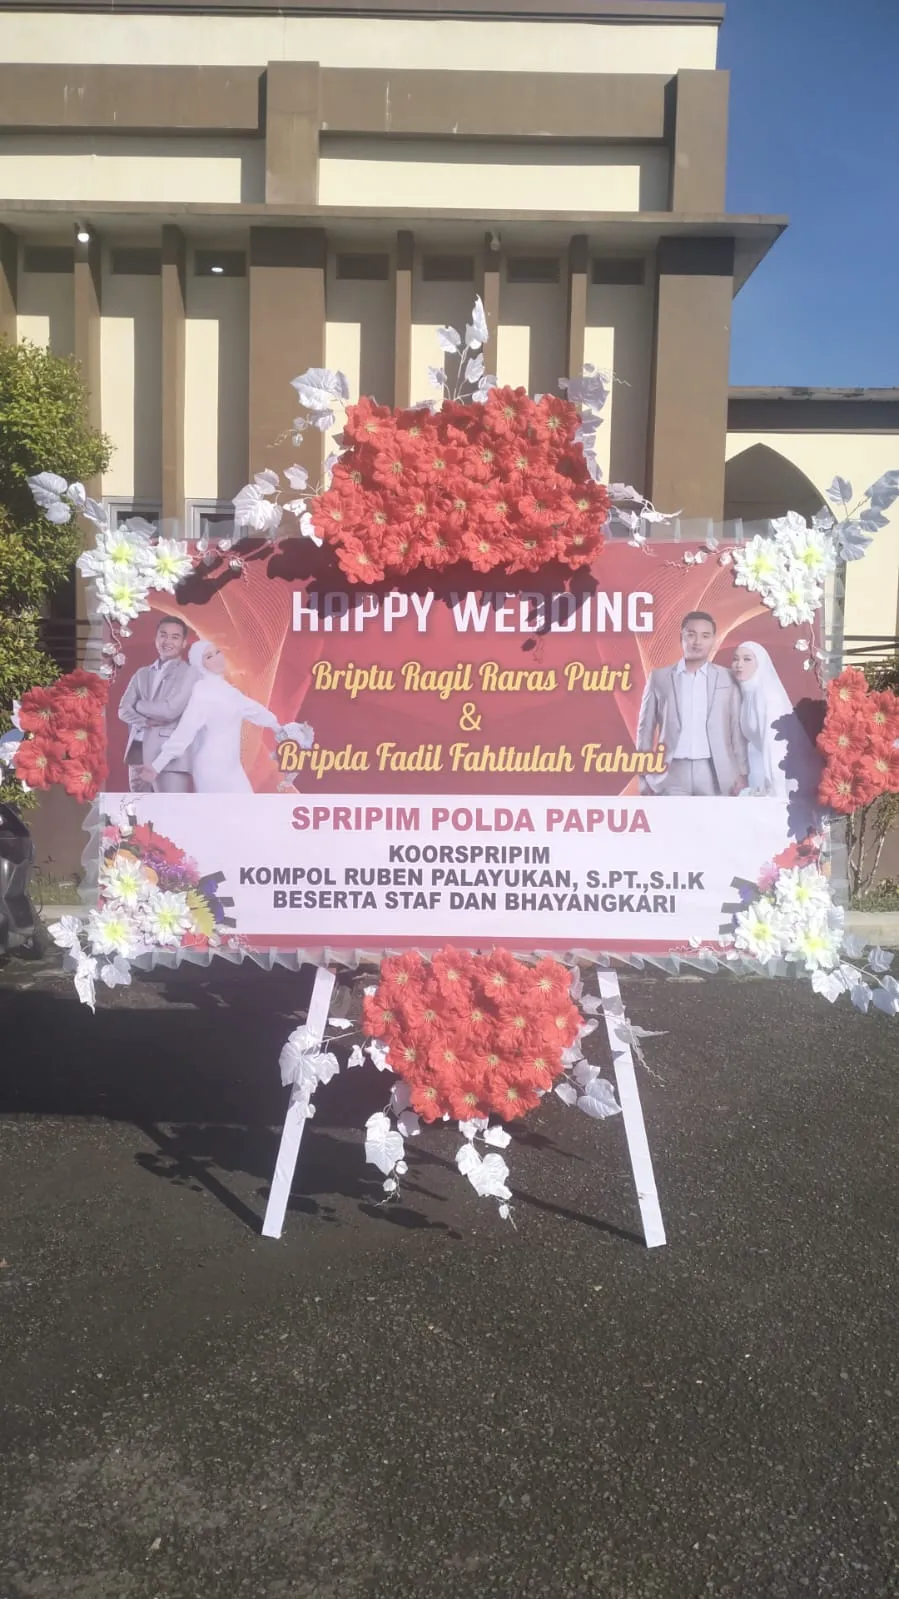 HAPPY WEDDING
Briptu Ragil Raras Putri
&
Bripda Fadil Fahttulah Fahmi
SPRIPIM POLDA PAPUA
KOORSPRIPIM
KOMPOL RUBEN PALAYUKAN, S.PT.,S.I.K
BESERTA STAF DAN BHAYANGKARI